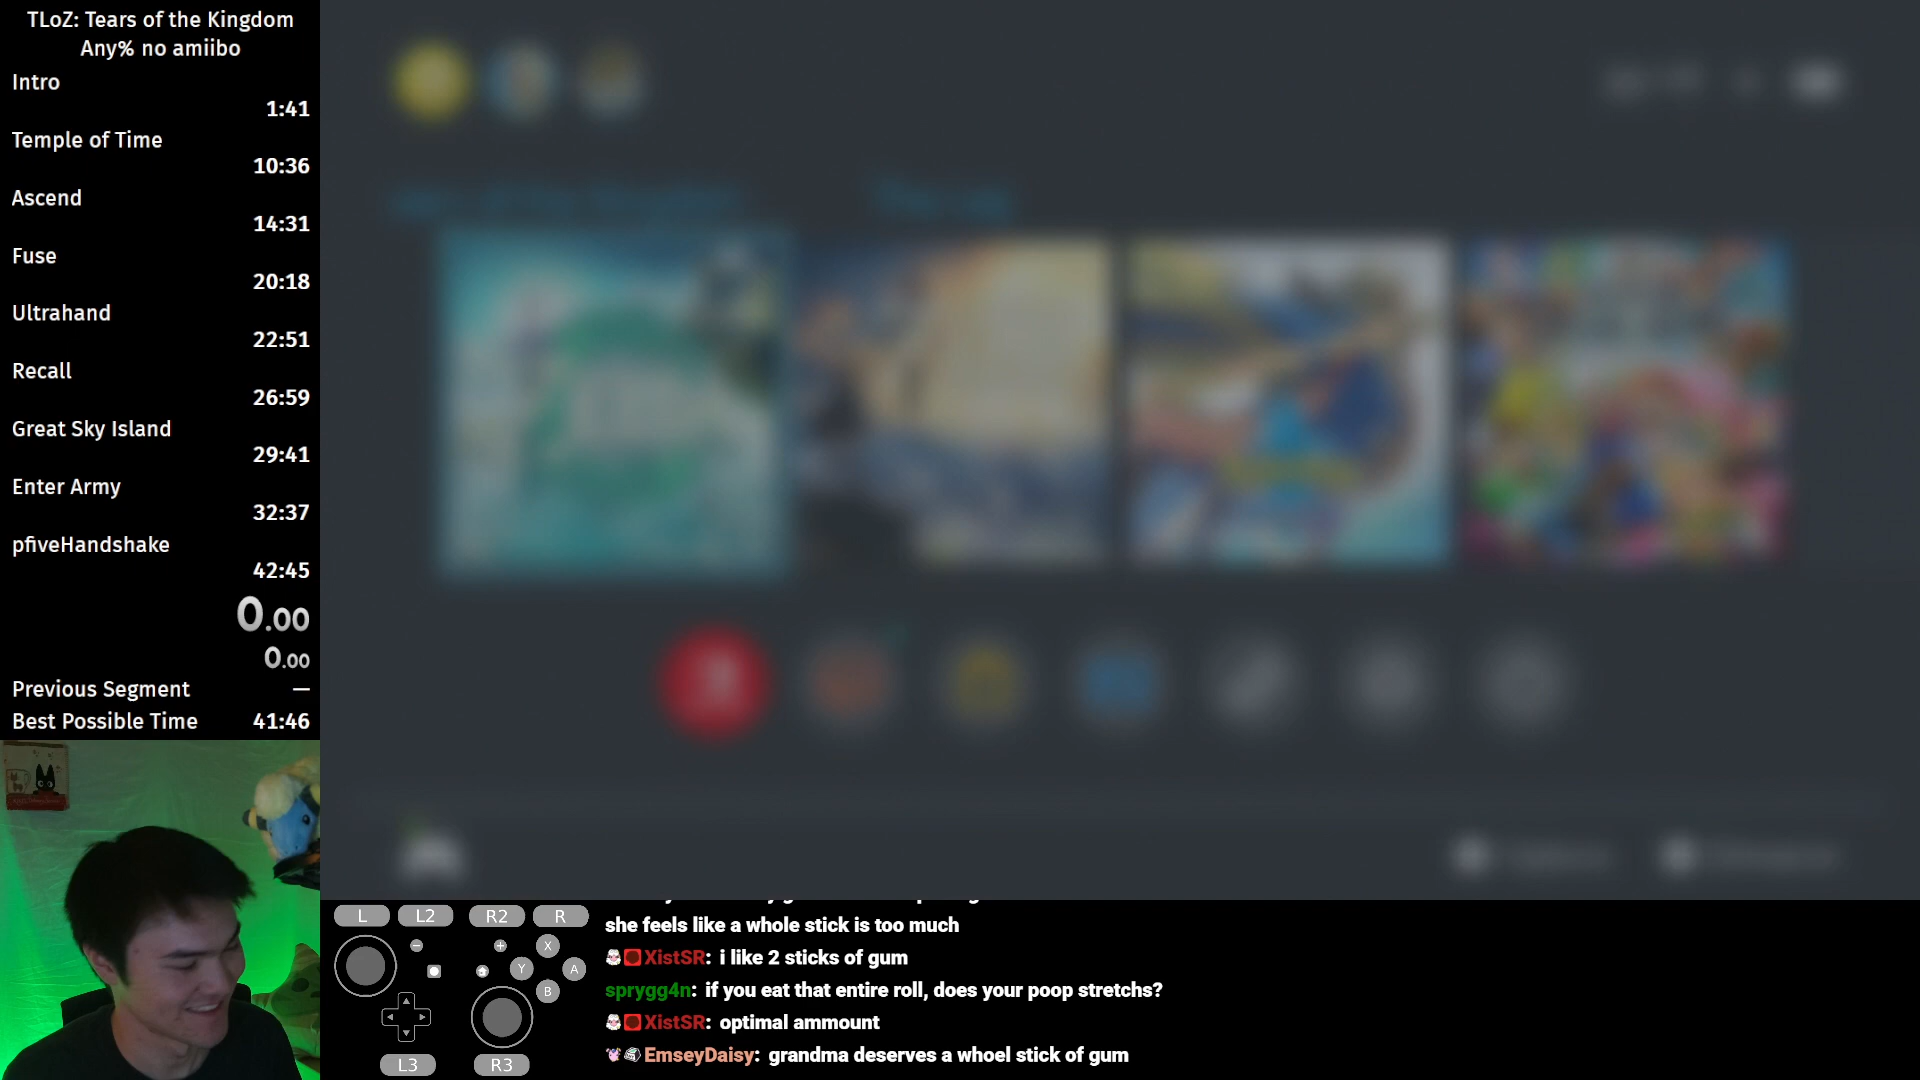 TLoZ: Tears of the Kingdom
Any% no amiibo
Intro
1:41
Temple of Time
10:36
Ascend
14:31
Fuse
20:18
Ultrahand
22:51
Recall
26:59
Great Sky Island
29:41
Enter Army
32:37
pfiveHandshake
42:45
0.00
0.00
Previous Segment —
Best Possible Time 41:46
L L2 R2 R
X
Y A
B
L3 R3
she feels like a whole stick is too much
XistSR: i like 2 sticks of gum
sprygg4n: if you eat that entire roll, does your poop stretchs?
XistSR: optimal ammount
EmseyDaisy: grandma deserves a whoel stick of gum